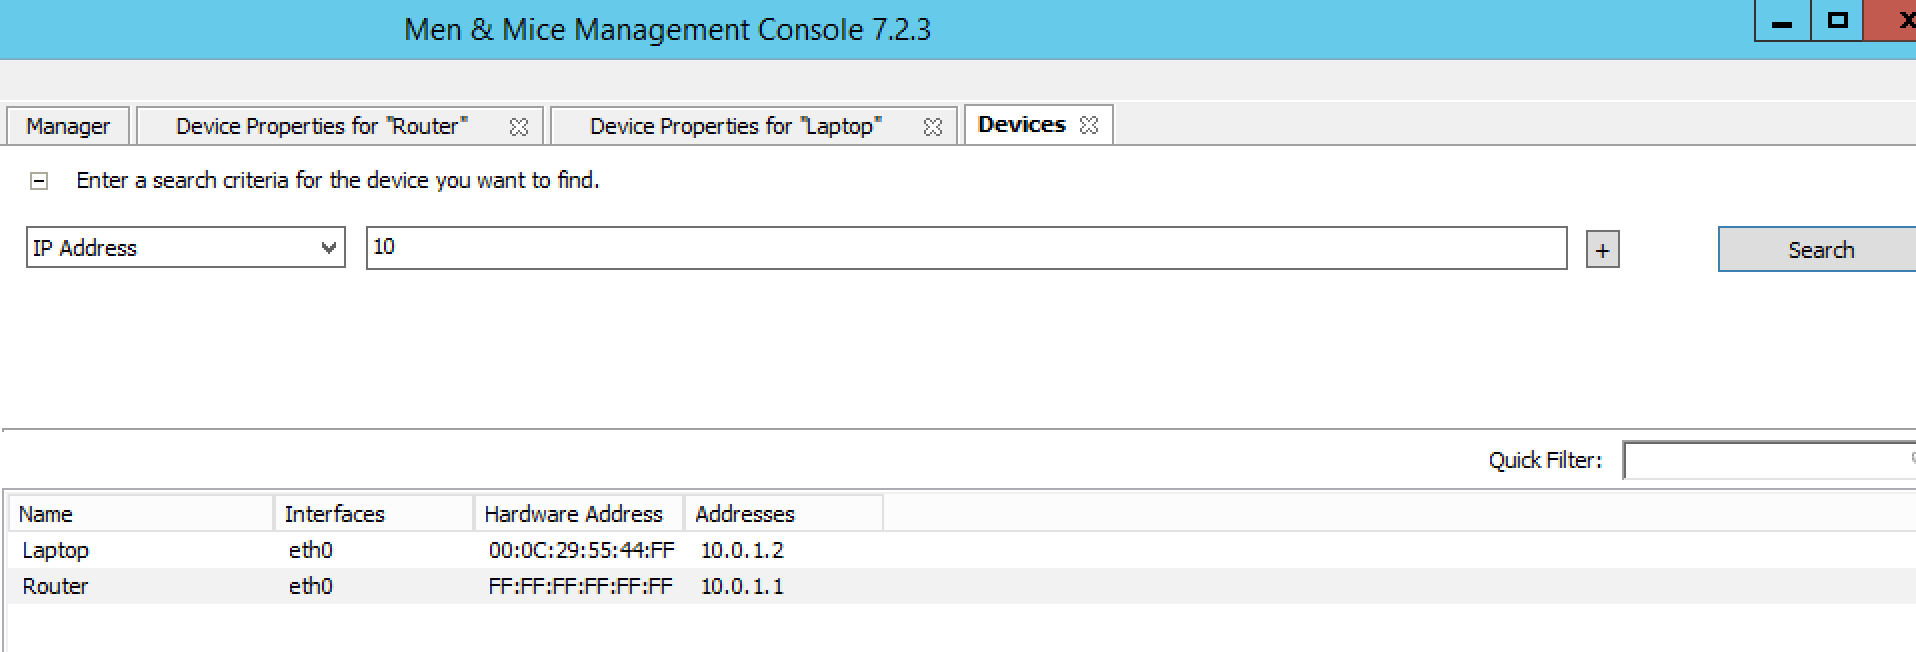 Men & Mice Management Console 7.2.3
Manager Device Properties for "Router" Device Properties for "Laptop" Devices
Enter a search criteria for the device you want to find.
IP Address 10 + Search
Quick Filter:
Name Interfaces Hardware Address Addresses
Laptop eth0 00:0C:29:55:44:FF 10.0.1.2
Router eth0 FF:FF:FF:FF:FF:FF 10.0.1.1